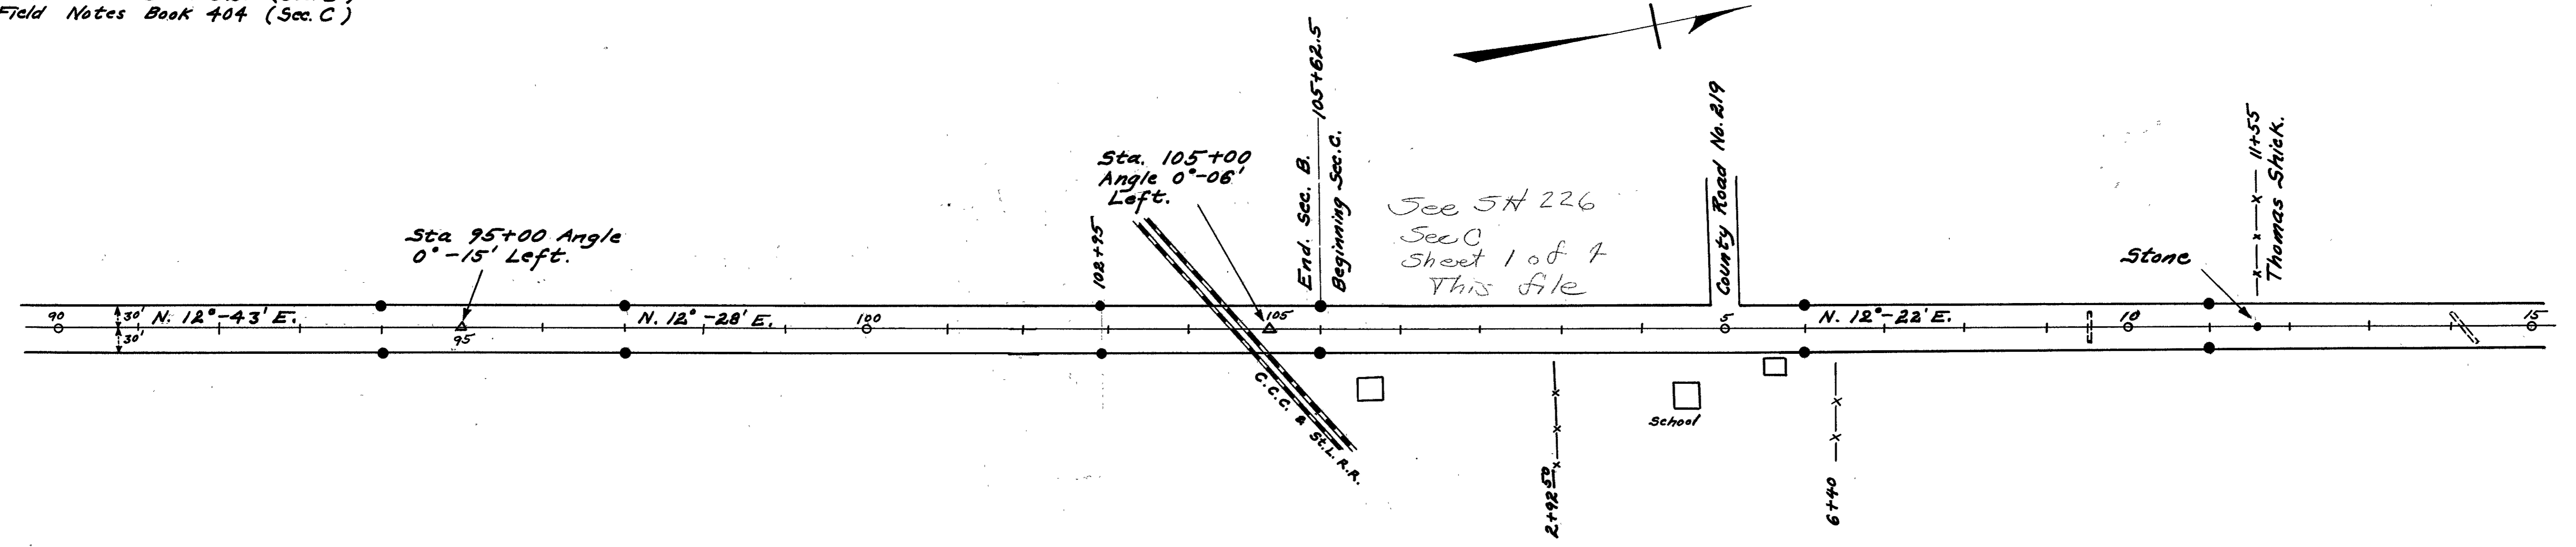 Field Notes Book 404 (Sec. C)
Sta 95+00 Angle
0°-15' Left.
Sta. 105+00
Angle 0°-06'
Left.
102+95
End. Sec. B.
105+62.5
Beginning Sec. C.
See SH 226
Sec C
Sheet 1 of
This file
County Road No. 219
Stone
11+55
Thomas Shick.
90
30'
30'
N. 12°-43' E.
95
N. 12°-28' E.
100
105
5
N. 12°-22' E.
10
15
C.C.C. & St.L. R.R.
School
2+92 50
6+40